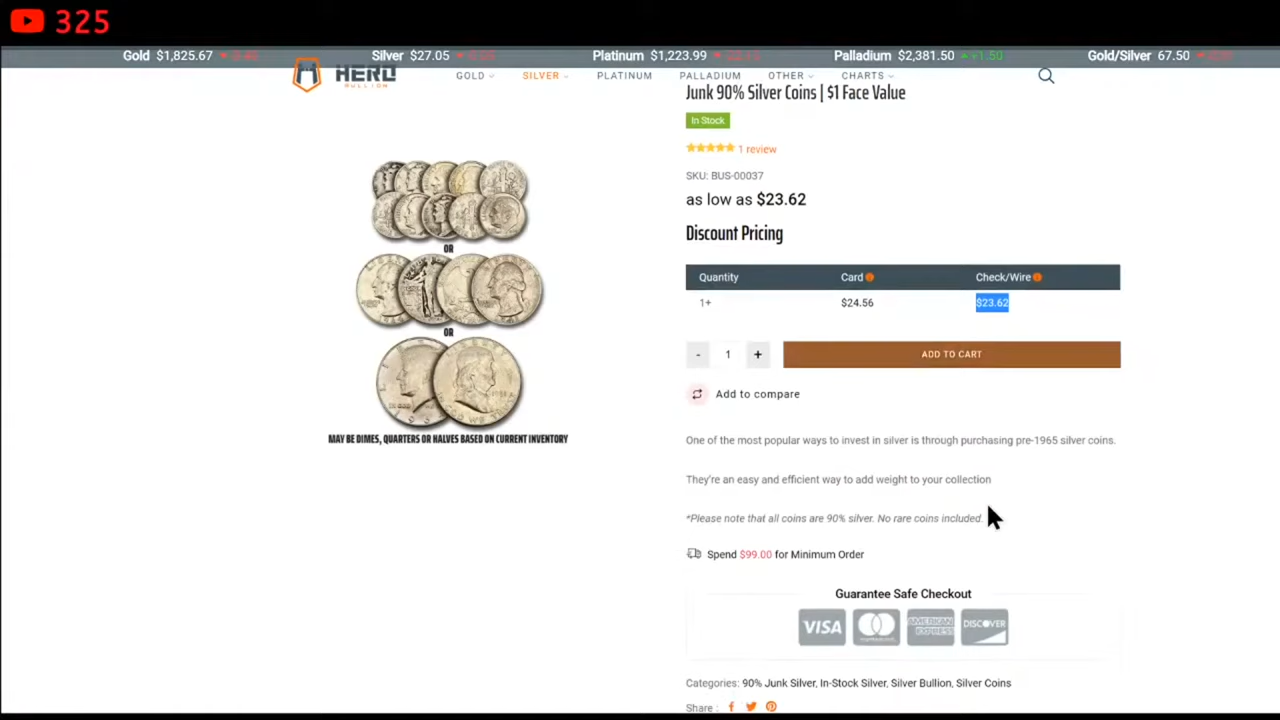 325
Gold $1,825.67
Silver $27.05
Platinum $1,223.99
Palladium $2,381.50 +1.50
Gold/Silver 67.50
HERO
BULLION
GOLD
SILVER
PLATINUM
PALLADIUM
OTHER
CHARTS
Junk 90% Silver Coins | $1 Face Value
In Stock
1 review
SKU: BUS-00037
as low as $23.62
Discount Pricing
Quantity Card Check/Wire
1+ $24.56 $23.62
- 1 + ADD TO CART
Add to compare
OR
OR
MAY BE DIMES, QUARTERS OR HALVES BASED ON CURRENT INVENTORY
One of the most popular ways to invest in silver is through purchasing pre-1965 silver coins.
They're an easy and efficient way to add weight to your collection
*Please note that all coins are 90% silver. No rare coins included.
Spend $99.00 for Minimum Order
Guarantee Safe Checkout
VISA
AMERICAN EXPRESS
DISCOVER
Categories: 90% Junk Silver, In-Stock Silver, Silver Bullion, Silver Coins
Share :